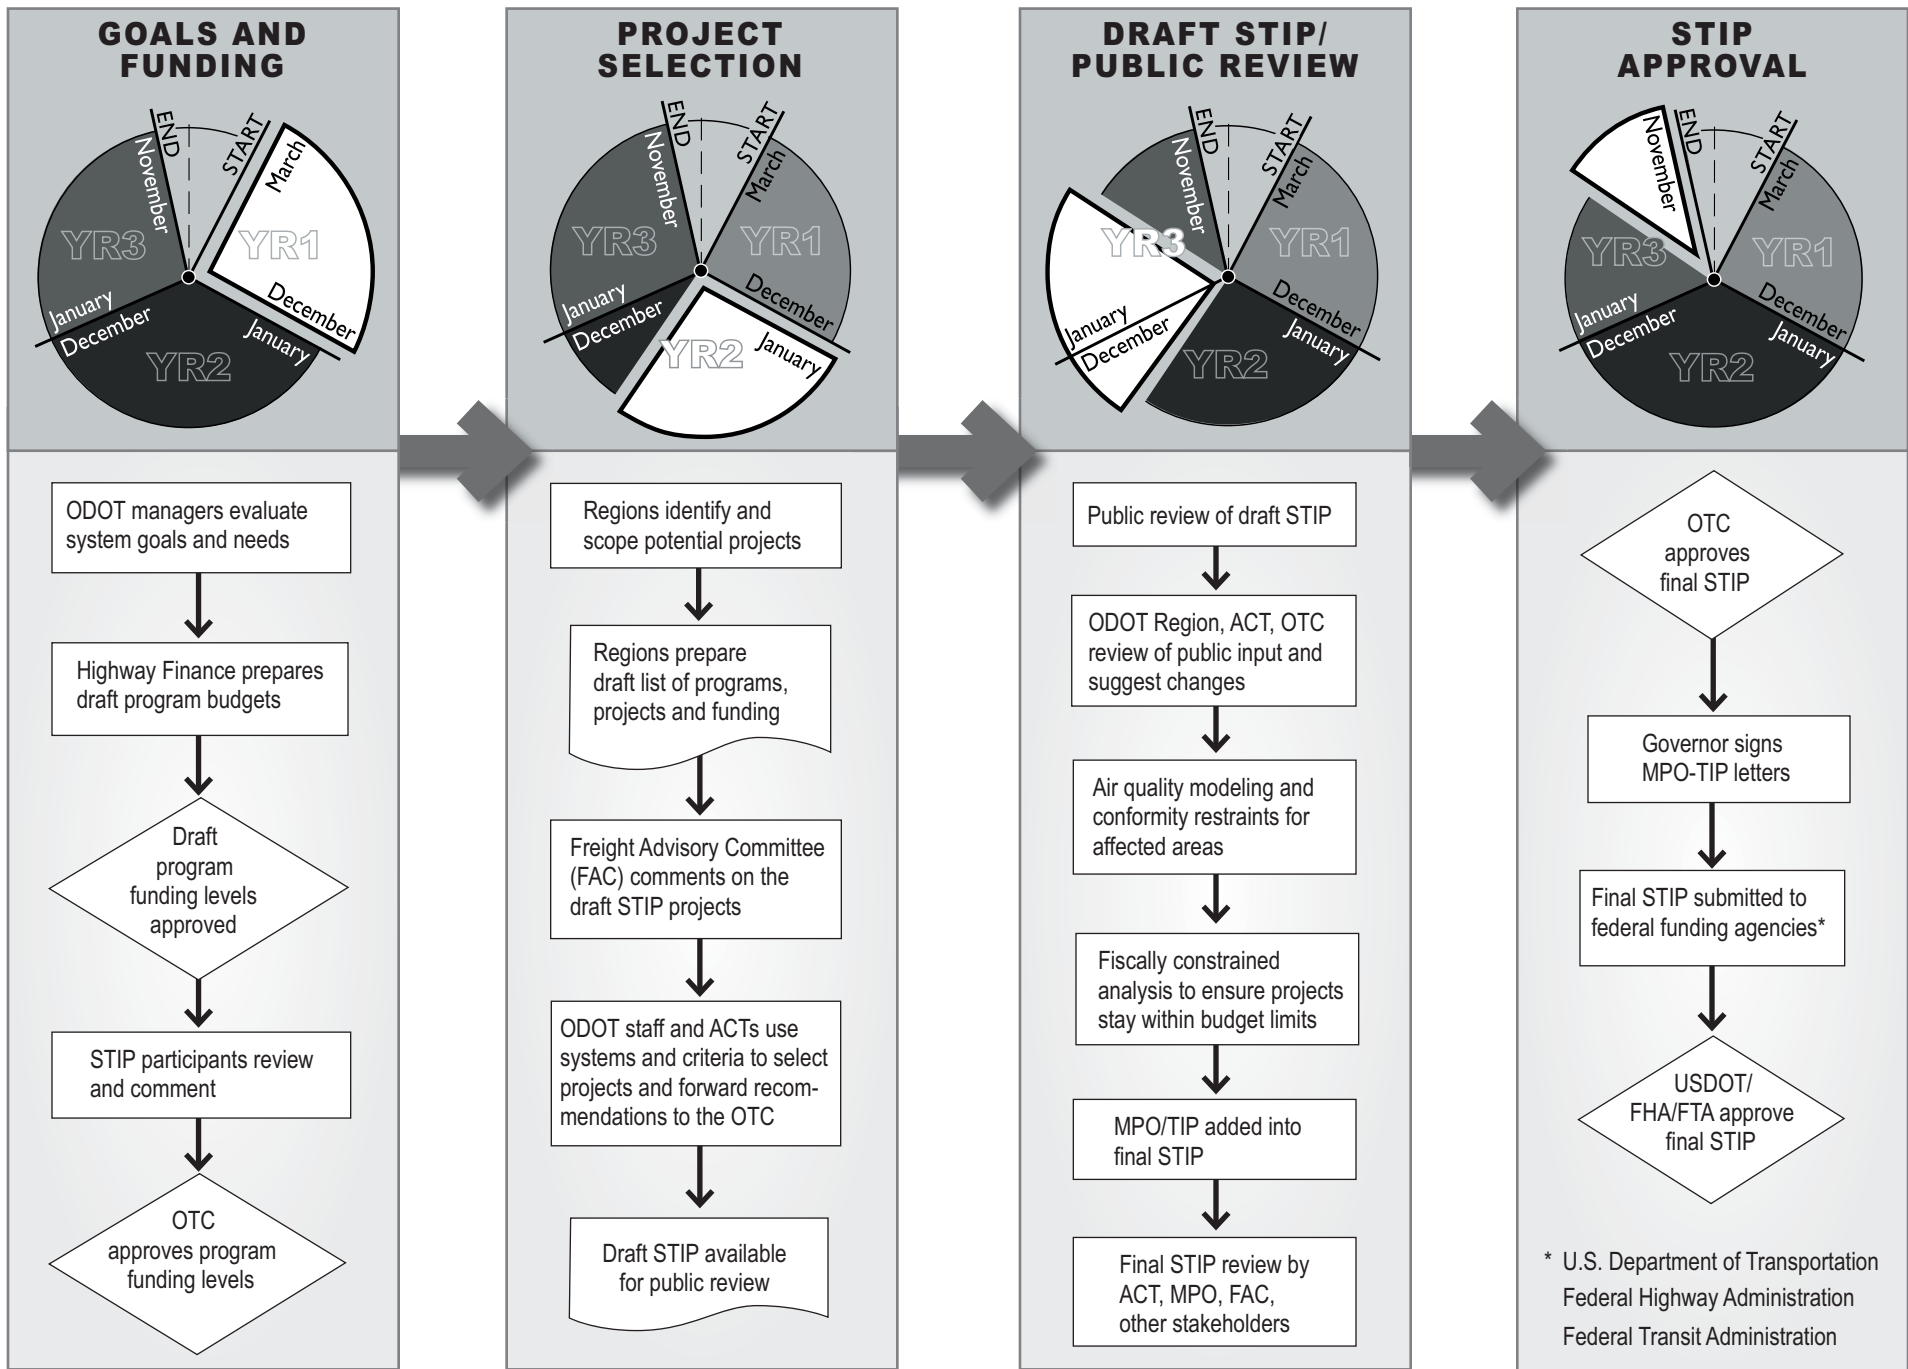 GOALS AND
FUNDING
END
START
March
November
YR3
YR1
January
December
December
January
YR2
ODOT managers evaluate
system goals and needs
Highway Finance prepares
draft program budgets
Draft
program
funding levels
approved
STIP participants review
and comment
OTC
approves program
funding levels
PROJECT
SELECTION
END
START
March
November
YR3
YR1
January
December
December
January
YR2
Regions identify and
scope potential projects
Regions prepare
draft list of programs,
projects and funding
Freight Advisory Committee
(FAC) comments on the
draft STIP projects
ODOT staff and ACTs use
systems and criteria to select
projects and forward recom-
mendations to the OTC
Draft STIP available
for public review
DRAFT STIP/
PUBLIC REVIEW
END
START
March
November
YR3
YR1
January
December
December
January
YR2
Public review of draft STIP
ODOT Region, ACT, OTC
review of public input and
suggest changes
Air quality modeling and
conformity restraints for
affected areas
Fiscally constrained
analysis to ensure projects
stay within budget limits
MPO/TIP added into
final STIP
Final STIP review by
ACT, MPO, FAC,
other stakeholders
STIP
APPROVAL
END
START
March
November
YR3
YR1
January
December
December
January
YR2
OTC
approves
final STIP
Governor signs
MPO-TIP letters
Final STIP submitted to
federal funding agencies*
USDOT/
FHA/FTA approve
final STIP
* U.S. Department of Transportation
Federal Highway Administration
Federal Transit Administration